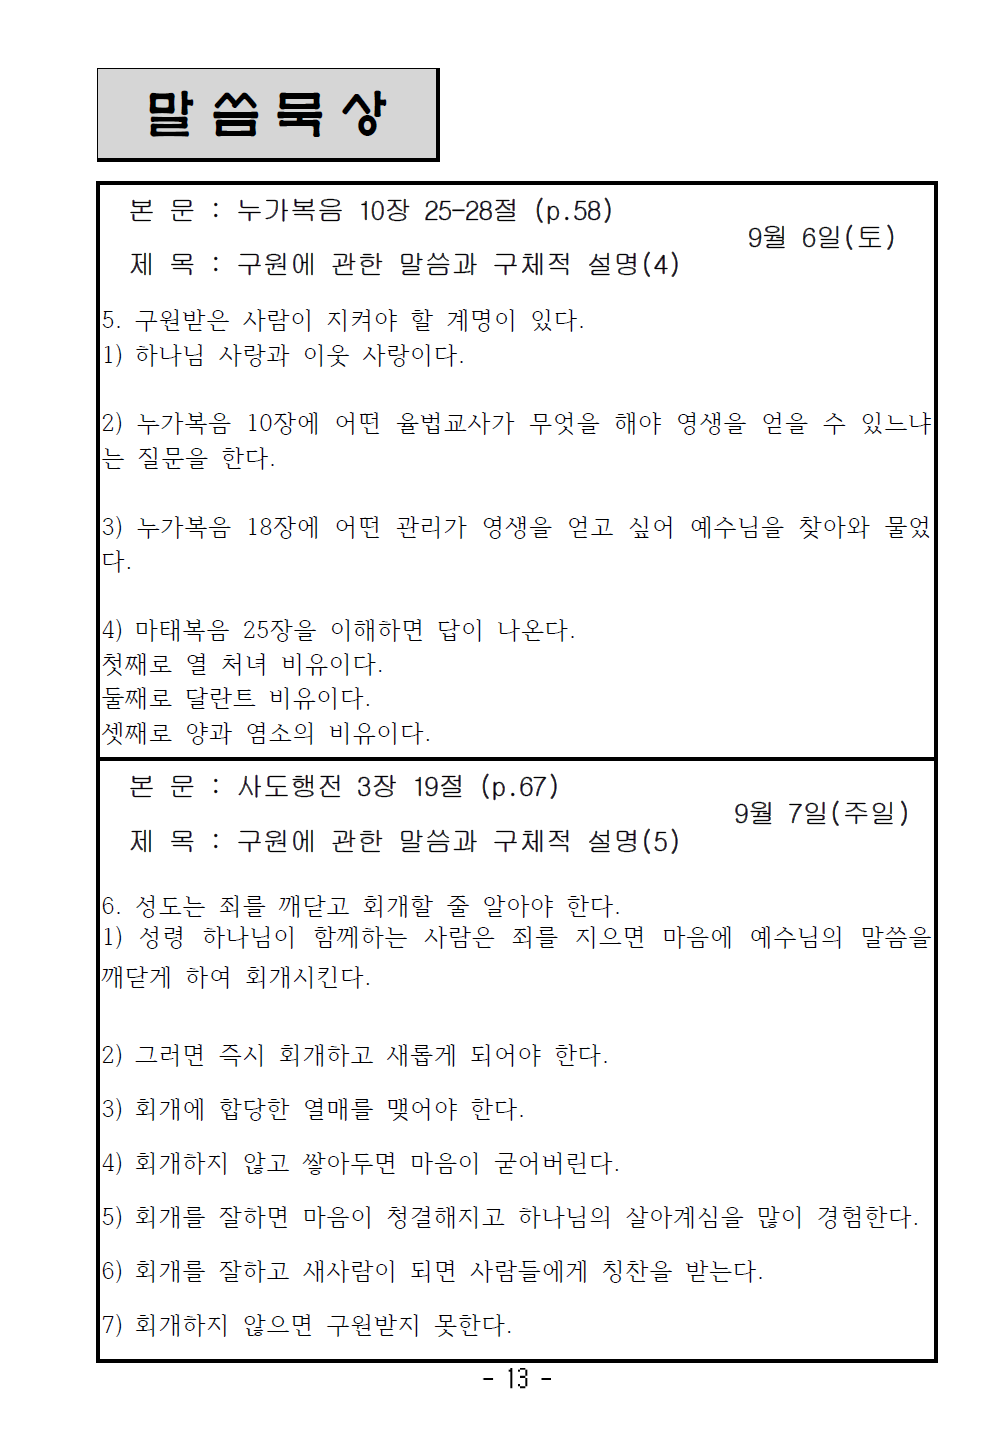 말씀묵상
본 문 : 누가복음 10장 25-28절 (p.58)
9월 6일(토)
제 목 : 구원에 관한 말씀과 구체적 설명(4)
5. 구원받은 사람이 지켜야 할 계명이 있다.
1) 하나님 사랑과 이웃 사랑이다.
2) 누가복음 10장에 어떤 율법교사가 무엇을 해야 영생을 얻을 수 있느냐
는 질문을 한다.
3) 누가복음 18장에 어떤 관리가 영생을 얻고 싶어 예수님을 찾아와 물었
다.
4) 마태복음 25장을 이해하면 답이 나온다.
첫째로 열 처녀 비유이다.
둘째로 달란트 비유이다.
셋째로 양과 염소의 비유이다.
본 문 : 사도행전 3장 19절 (p.67)
9월 7일(주일)
제 목 : 구원에 관한 말씀과 구체적 설명(5)
6. 성도는 죄를 깨닫고 회개할 줄 알아야 한다.
1) 성령 하나님이 함께하는 사람은 죄를 지으면 마음에 예수님의 말씀을
깨닫게 하여 회개시킨다.
2) 그러면 즉시 회개하고 새롭게 되어야 한다.
3) 회개에 합당한 열매를 맺어야 한다.
4) 회개하지 않고 쌓아두면 마음이 굳어버린다.
5) 회개를 잘하면 마음이 청결해지고 하나님의 살아계심을 많이 경험한다.
6) 회개를 잘하고 새사람이 되면 사람들에게 칭찬을 받는다.
7) 회개하지 않으면 구원받지 못한다.
- 13 -